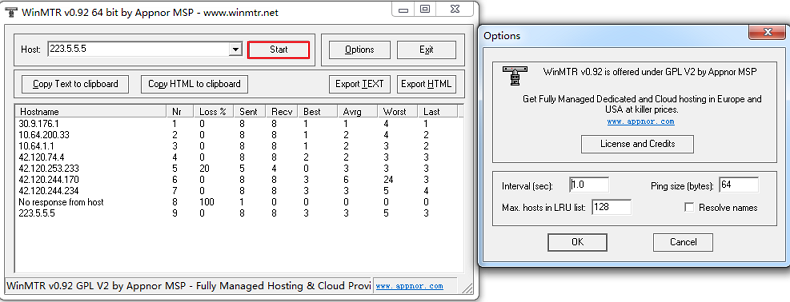 WinMTR v0.92 64 bit by Appnor MSP - www.winmtr.net
Host: 223.5.5.5 Start Options Exit
Copy Text to clipboard Copy HTML to clipboard Export TEXT Export HTML
Hostname Nr Loss % Sent Recv Best Avrg Worst Last
30.9.176.1 1 0 8 8 1 1 4 1
10.64.200.33 2 0 8 8 1 2 4 2
10.64.1.1 3 0 8 8 1 2 3 2
42.120.74.4 4 0 8 8 2 2 3 3
42.120.253.233 5 20 5 4 0 3 3 3
42.120.244.170 6 0 8 8 3 6 24 3
42.120.244.234 7 0 8 8 3 3 5 4
No response from host 8 100 1 0 0 0 0 0
223.5.5.5 9 0 8 8 3 3 5 3
WinMTR v0.92 GPL V2 by Appnor MSP - Fully Managed Hosting & Cloud Provi www.appnor.com
Options
WinMTR v0.92 is offered under GPL V2 by Appnor MSP
Get Fully Managed Dedicated and Cloud hosting in Europe and
USA at killer prices.
www.appnor.com
License and Credits
Interval (sec): 1.0 Ping size (bytes): 64
Max. hosts in LRU list: 128 Resolve names
OK Cancel